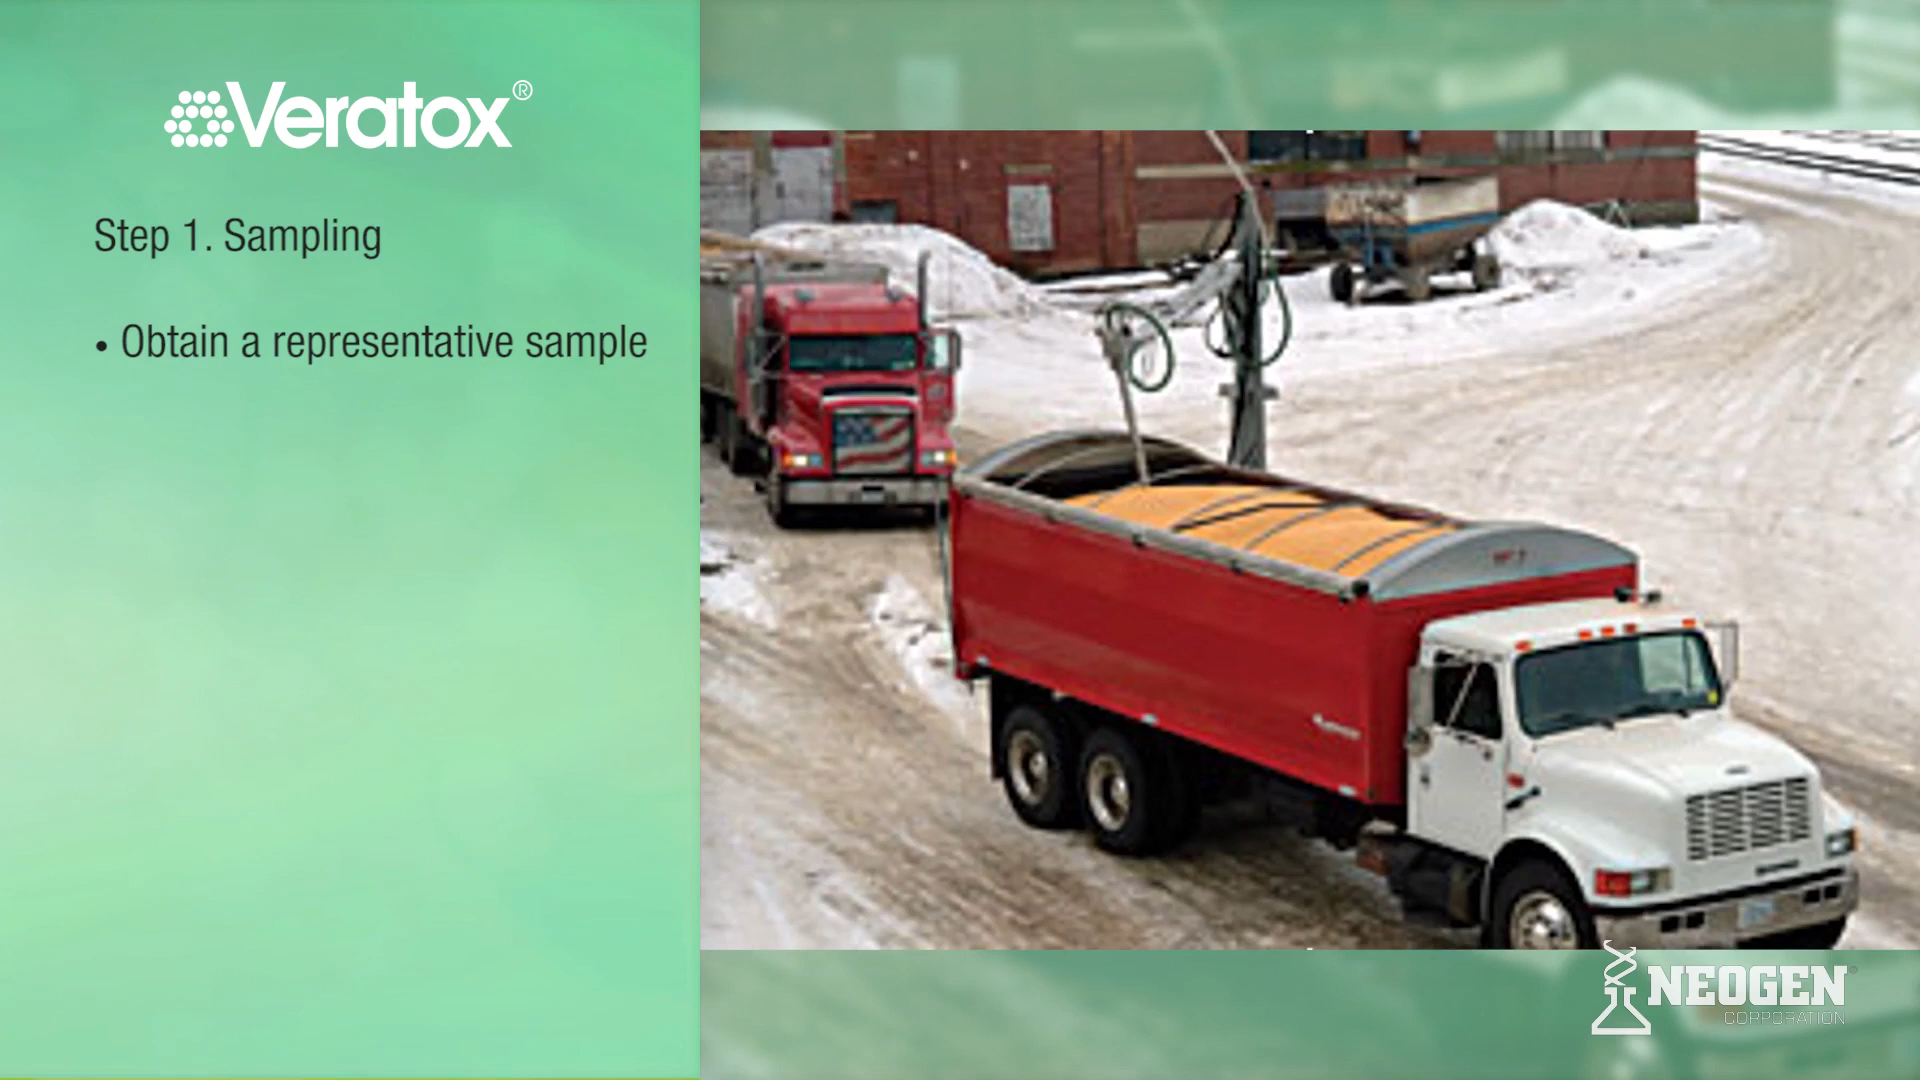 Veratox®
Step 1. Sampling
• Obtain a representative sample
NEOGEN
CORPORATION